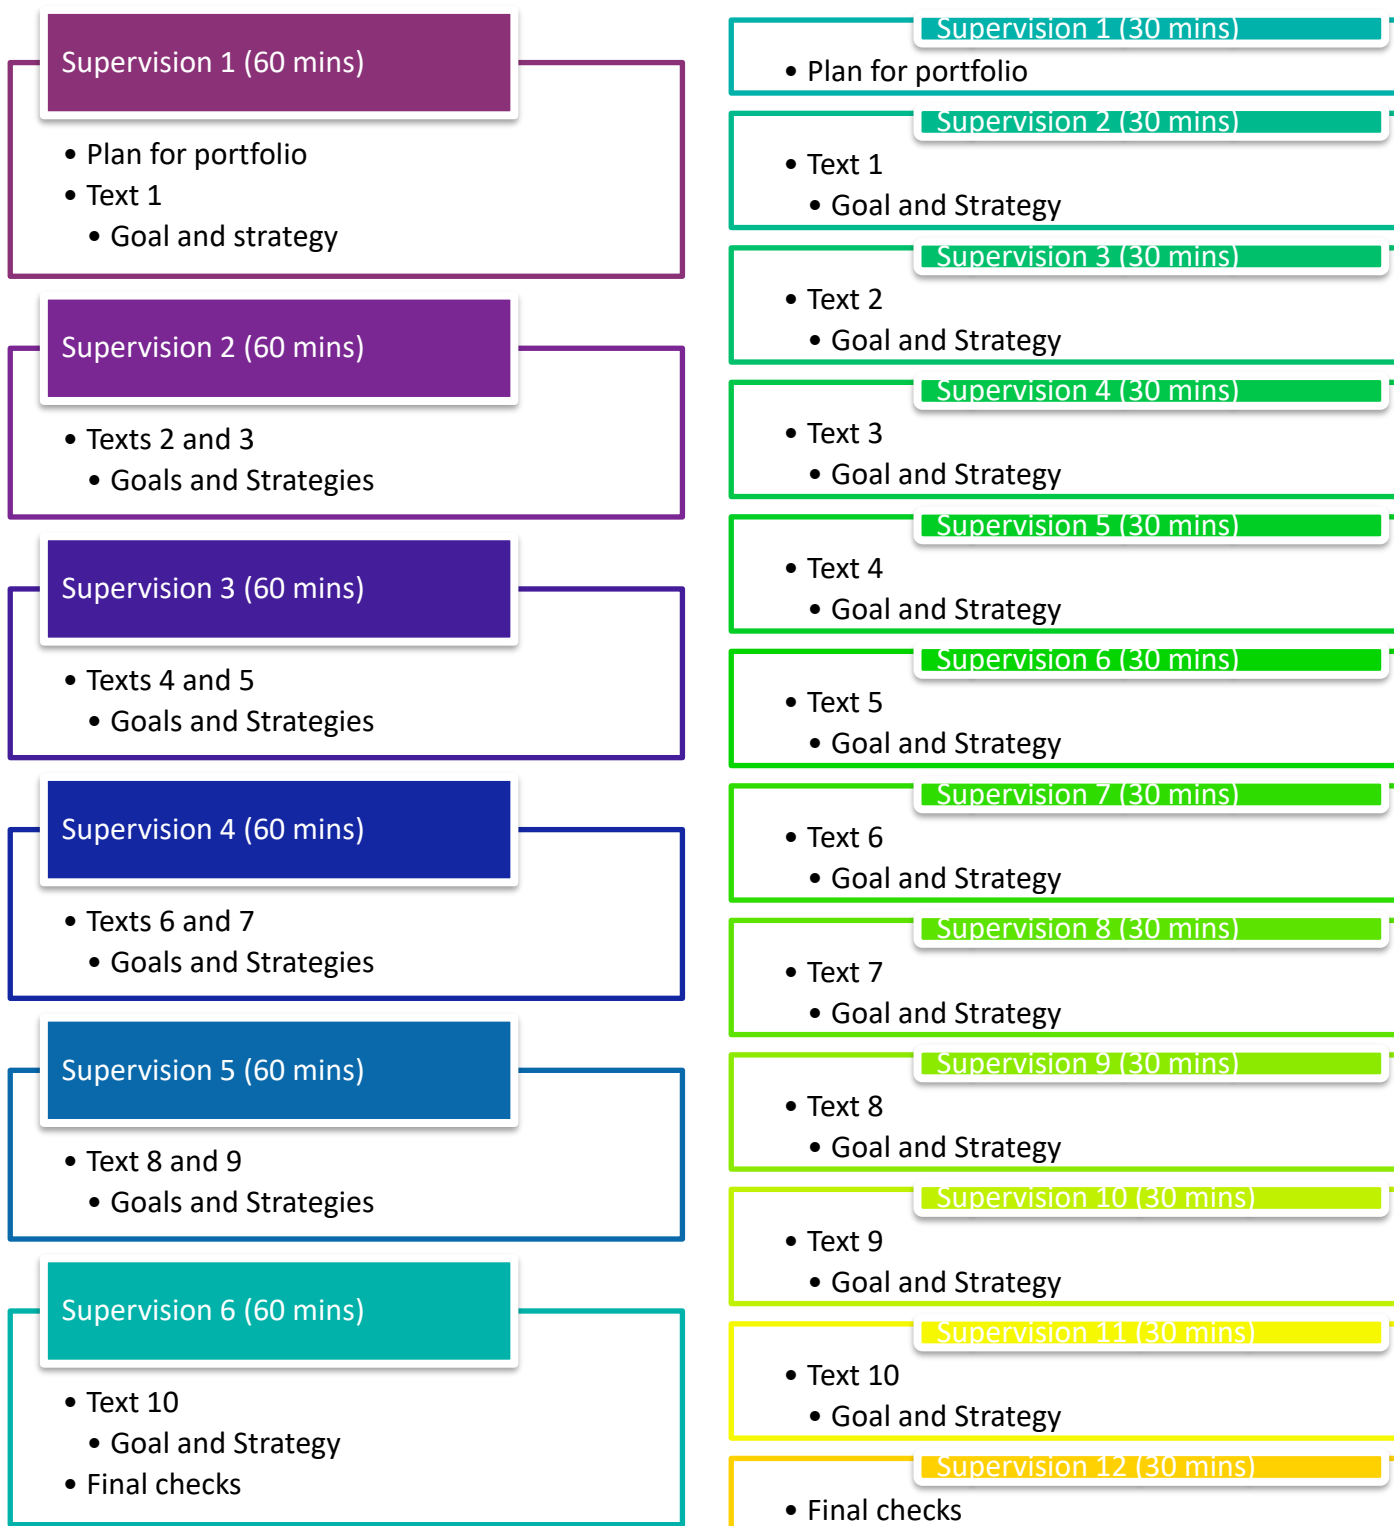 Supervision 1 (60 mins)
• Plan for portfolio
• Text 1
• Goal and strategy
Supervision 2 (60 mins)
• Texts 2 and 3
• Goals and Strategies
Supervision 3 (60 mins)
• Texts 4 and 5
• Goals and Strategies
Supervision 4 (60 mins)
• Texts 6 and 7
• Goals and Strategies
Supervision 5 (60 mins)
• Text 8 and 9
• Goals and Strategies
Supervision 6 (60 mins)
• Text 10
• Goal and Strategy
• Final checks
Supervision 1 (30 mins)
• Plan for portfolio
Supervision 2 (30 mins)
• Text 1
• Goal and Strategy
Supervision 3 (30 mins)
• Text 2
• Goal and Strategy
Supervision 4 (30 mins)
• Text 3
• Goal and Strategy
Supervision 5 (30 mins)
• Text 4
• Goal and Strategy
Supervision 6 (30 mins)
• Text 5
• Goal and Strategy
Supervision 7 (30 mins)
• Text 6
• Goal and Strategy
Supervision 8 (30 mins)
• Text 7
• Goal and Strategy
Supervision 9 (30 mins)
• Text 8
• Goal and Strategy
Supervision 10 (30 mins)
• Text 9
• Goal and Strategy
Supervision 11 (30 mins)
• Text 10
• Goal and Strategy
Supervision 12 (30 mins)
• Final checks